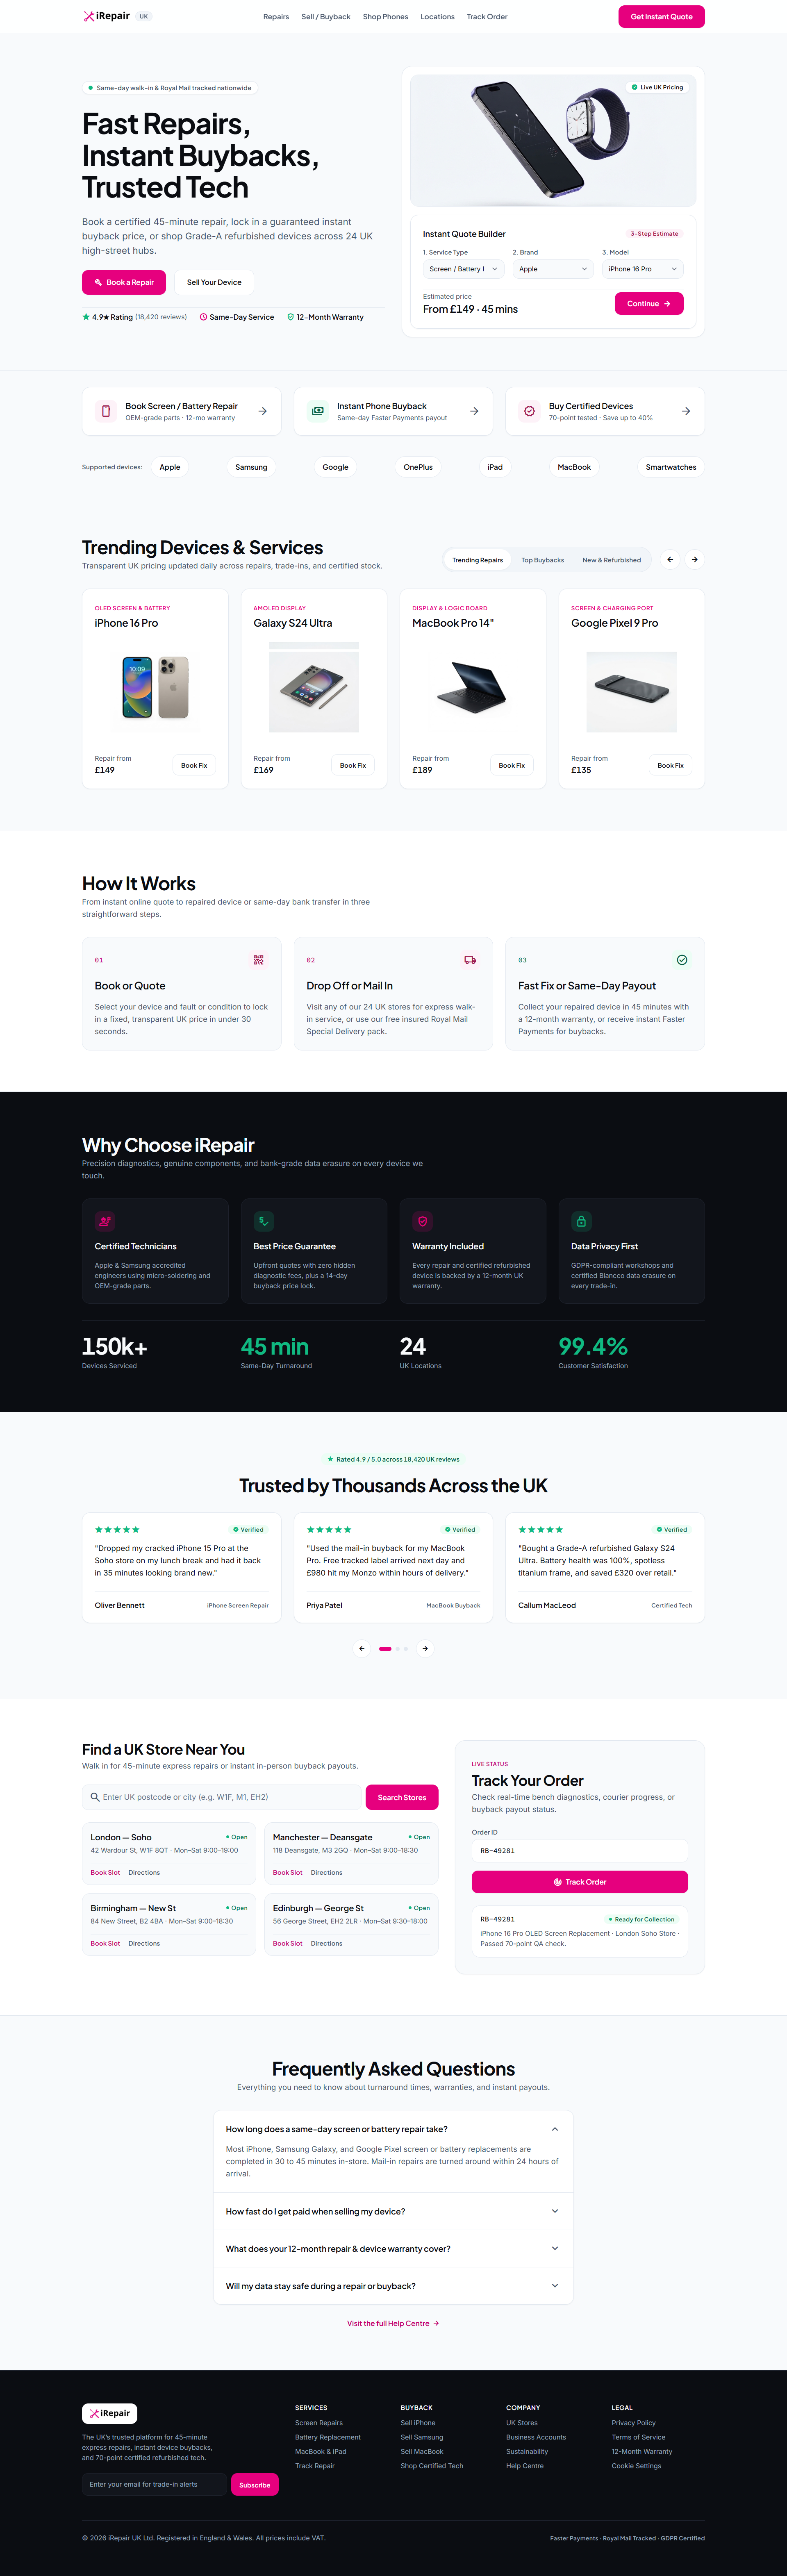 iRepair UK
Repairs Sell / Buyback Shop Phones Locations Track Order
Get Instant Quote
Same-day walk-in & Royal Mail tracked nationwide
Fast Repairs,
Instant Buybacks,
Trusted Tech
Book a certified 45-minute repair, lock in a guaranteed instant
buyback price, or shop Grade-A refurbished devices across 24 UK
high-street hubs.
Book a Repair
Sell Your Device
4.9★ Rating (18,420 reviews)
Same-Day Service
12-Month Warranty
Live UK Pricing
Instant Quote Builder
3-Step Estimate
1. Service Type 2. Brand 3. Model
Screen / Battery Apple iPhone 16 Pro
Estimated price
From £149 · 45 mins
Continue
Book Screen / Battery Repair
OEM-grade parts · 12-mo warranty
Instant Phone Buyback
Same-day Faster Payments payout
Buy Certified Devices
70-point tested · Save up to 40%
Supported devices: Apple Samsung Google OnePlus iPad MacBook Smartwatches
Trending Devices & Services
Transparent UK pricing updated daily across repairs, trade-ins, and certified stock.
Trending Repairs Top Buybacks New & Refurbished
OLED SCREEN & BATTERY
iPhone 16 Pro
Repair from
£149
Book Fix
AMOLED DISPLAY
Galaxy S24 Ultra
Repair from
£169
Book Fix
DISPLAY & LOGIC BOARD
MacBook Pro 14"
Repair from
£189
Book Fix
SCREEN & CHARGING PORT
Google Pixel 9 Pro
Repair from
£135
Book Fix
How It Works
From instant online quote to repaired device or same-day bank transfer in three
straightforward steps.
01
Book or Quote
Select your device and fault or condition to lock
in a fixed, transparent UK price in under 30
seconds.
02
Drop Off or Mail In
Visit any of our 24 UK stores for express walk-
in service, or use our free insured Royal Mail
Special Delivery pack.
03
Fast Fix or Same-Day Payout
Collect your repaired device in 45 minutes with
a 12-month warranty, or receive instant Faster
Payments for buybacks.
Why Choose iRepair
Precision diagnostics, genuine components, and bank-grade data erasure on every device we
touch.
Certified Technicians
Apple & Samsung accredited
engineers using micro-soldering and
OEM-grade parts.
Best Price Guarantee
Upfront quotes with zero hidden
diagnostic fees, plus a 14-day
buyback price lock.
Warranty Included
Every repair and certified refurbished
device is backed by a 12-month UK
warranty.
Data Privacy First
GDPR-compliant workshops and
certified Blancco data erasure on
every trade-in.
150k+
Devices Serviced
45 min
Same-Day Turnaround
24
UK Locations
99.4%
Customer Satisfaction
Rated 4.9 / 5.0 across 18,420 UK reviews
Trusted by Thousands Across the UK
Verified
"Dropped my cracked iPhone 15 Pro at the
Soho store on my lunch break and had it back
in 35 minutes looking brand new."
Oliver Bennett
iPhone Screen Repair
Verified
"Used the mail-in buyback for my MacBook
Pro. Free tracked label arrived next day and
£980 hit my Monzo within hours of delivery."
Priya Patel
MacBook Buyback
Verified
"Bought a Grade-A refurbished Galaxy S24
Ultra. Battery health was 100%, spotless
titanium frame, and saved £320 over retail."
Callum MacLeod
Certified Tech
Find a UK Store Near You
Walk in for 45-minute express repairs or instant in-person buyback payouts.
Enter UK postcode or city (e.g. W1F, M1, EH2)
Search Stores
London — Soho
Open
42 Wardour St, W1F 8QT · Mon–Sat 9:00–19:00
Book Slot Directions
Manchester — Deansgate
Open
118 Deansgate, M3 2GQ · Mon–Sat 9:00–18:30
Book Slot Directions
Birmingham — New St
Open
84 New Street, B2 4BA · Mon–Sat 9:00–18:30
Book Slot Directions
Edinburgh — George St
Open
56 George Street, EH2 2LR · Mon–Sat 9:30–18:00
Book Slot Directions
LIVE STATUS
Track Your Order
Check real-time bench diagnostics, courier progress, or
buyback payout status.
Order ID
RB-49281
Track Order
RB-49281
Ready for Collection
iPhone 16 Pro OLED Screen Replacement · London Soho Store ·
Passed 70-point QA check.
Frequently Asked Questions
Everything you need to know about turnaround times, warranties, and instant payouts.
How long does a same-day screen or battery repair take?
Most iPhone, Samsung Galaxy, and Google Pixel screen or battery replacements are
completed in 30 to 45 minutes in-store. Mail-in repairs are turned around within 24 hours of
arrival.
How fast do I get paid when selling my device?
What does your 12-month repair & device warranty cover?
Will my data stay safe during a repair or buyback?
Visit the full Help Centre
iRepair
The UK's trusted platform for 45-minute
express repairs, instant device buybacks,
and 70-point certified refurbished tech.
Enter your email for trade-in alerts
Subscribe
SERVICES
Screen Repairs
Battery Replacement
MacBook & iPad
Track Repair
BUYBACK
Sell iPhone
Sell Samsung
Sell MacBook
Shop Certified Tech
COMPANY
UK Stores
Business Accounts
Sustainability
Help Centre
LEGAL
Privacy Policy
Terms of Service
12-Month Warranty
Cookie Settings
© 2026 iRepair UK Ltd. Registered in England & Wales. All prices include VAT.
Faster Payments · Royal Mail Tracked · GDPR Certified